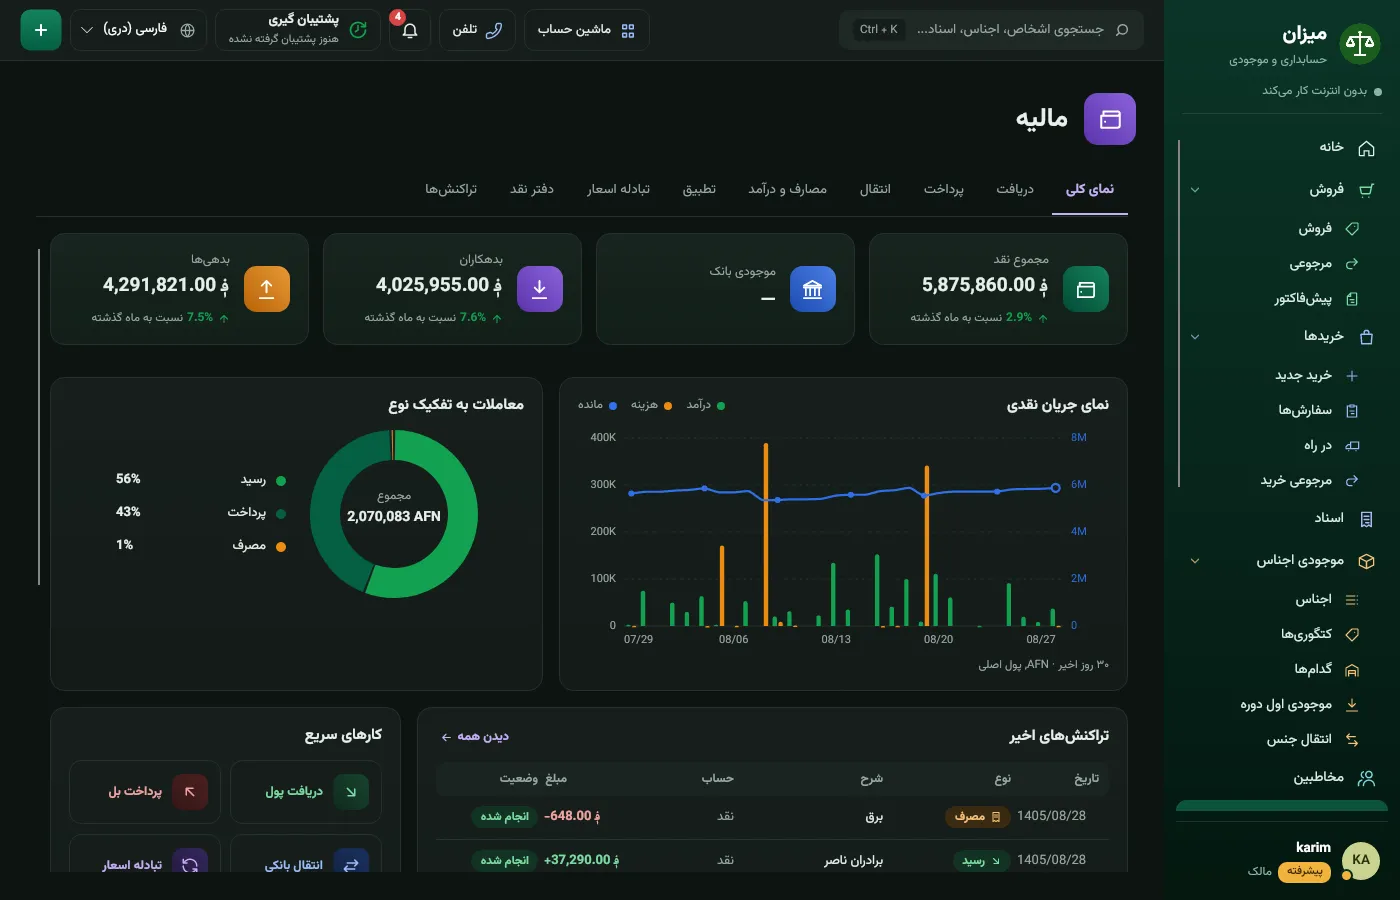 میزان
حسابداری و موجودی
بدون انترنت کار می‌کند
خانه
فروش
فروش
مرجوعی
پیش‌فاکتور
خریدها
خرید جدید
سفارش‌ها
در راه
مرجوعی خرید
اسناد
موجودی اجناس
اجناس
کتگوری‌ها
گدام‌ها
موجودی اول دوره
انتقال جنس
مخاطبین
karim
KA
پیشرفته
مالک
جستجوی اشخاص، اجناس، اسناد...
Ctrl + K
ماشین حساب
تلفن
4
پشتیبان گیری
هنوز پشتیبان گرفته نشده
فارسی (دری)
+
مالیه
نمای کلی
دریافت
پرداخت
انتقال
مصارف و درآمد
تطبیق
تبادله اسعار
دفتر نقد
تراکنش‌ها
مجموع نقد
؋ 5,875,860.00
2.9% نسبت به ماه گذشته
موجودی بانک
—
بدهکاران
؋ 4,025,955.00
7.6% نسبت به ماه گذشته
بدهی‌ها
؋ 4,291,821.00
7.5% نسبت به ماه گذشته
نمای جریان نقدی
درآمد
هزینه
مانده
400K
300K
200K
100K
0
8M
6M
4M
2M
0
07/29
08/06
08/13
08/20
08/27
۳۰ روز اخیر · AFN, پول اصلی
معاملات به تفکیک نوع
مجموع
2,070,083 AFN
رسید 56%
پرداخت 43%
مصرف 1%
تراکنش‌های اخیر
دیدن همه ←
تاریخ نوع شرح حساب مبلغ وضعیت
1405/08/28 مصرف برق نقد ؋ 648.00− انجام شده
1405/08/28 رسید برادران ناصر نقد ؋ 37,290.00+ انجام شده
کارهای سریع
دریافت پول
پرداخت بل
انتقال بانکی
تبادله اسعار